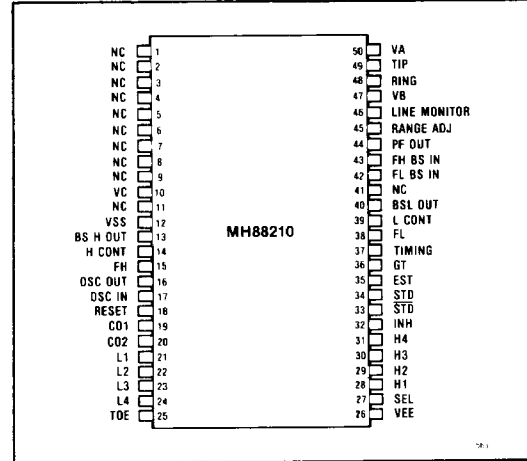 NC 1 50 VA
NC 2 49 TIP
NC 3 48 RING
NC 4 47 VB
NC 5 46 LINE MONITOR
NC 6 45 RANGE ADJ
NC 7 44 PF OUT
NC 8 43 FH BS IN
NC 9 42 FL BS IN
VC 10 41 NC
NC 11 40 BSL OUT
VSS 12 39 L CONT
BS H OUT 13 MH88210 38 FL
H CONT 14 37 TIMING
FH 15 36 GT
OSC OUT 16 35 EST
OSC IN 17 34 STD
RESET 18 33 S̅T̅D̅
CO1 19 32 INH
CO2 20 31 H4
L1 21 30 H3
L2 22 29 H2
L3 23 28 H1
L4 24 27 SEL
TOE 25 26 VEE